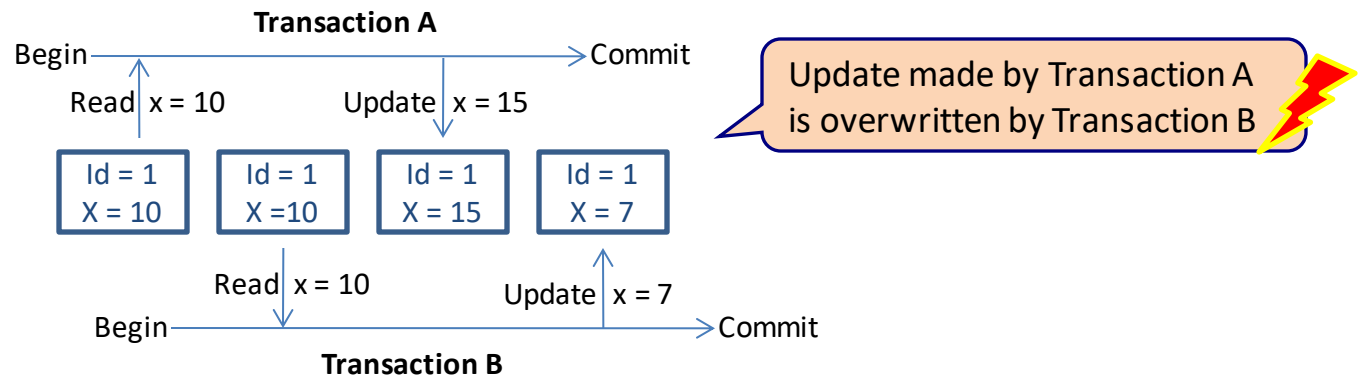 Transaction A
Begin
Commit
Read x = 10
Update x = 15
Update made by Transaction A
is overwritten by Transaction B
Id = 1
X = 10
Id = 1
X =10
Id = 1
X = 15
Id = 1
X = 7
Read x = 10
Update x = 7
Begin
Commit
Transaction B